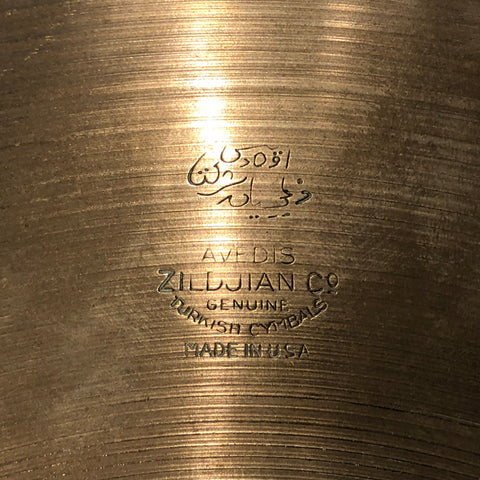 AVEDIS
ZILDJIAN CO
GENUINE
TURKISH CYMBALS
MADE IN U.S.A